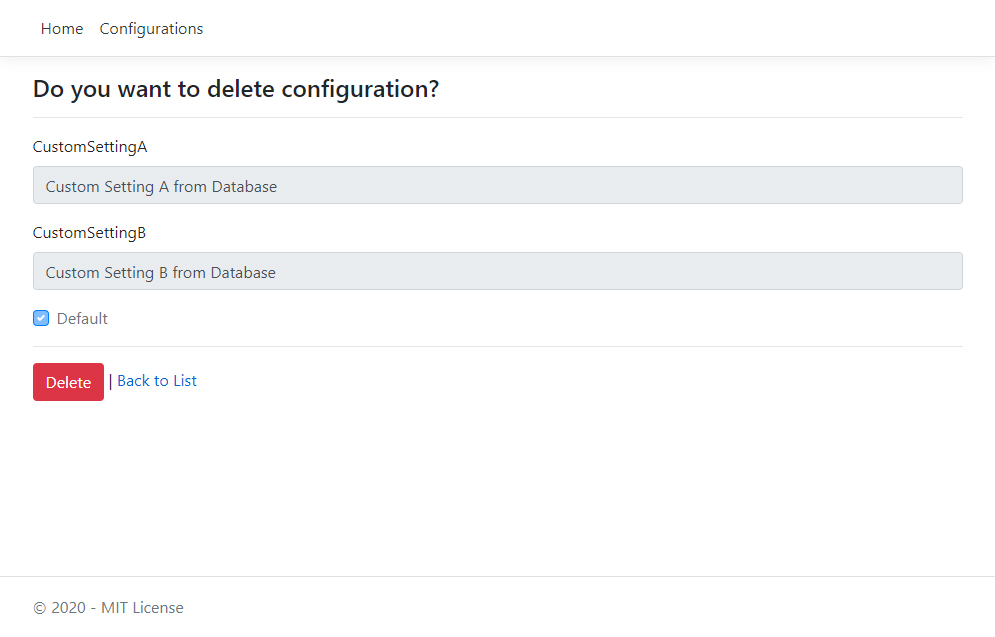 Home Configurations
Do you want to delete configuration?
CustomSettingA
Custom Setting A from Database
CustomSettingB
Custom Setting B from Database
Default
Delete | Back to List
© 2020 - MIT License